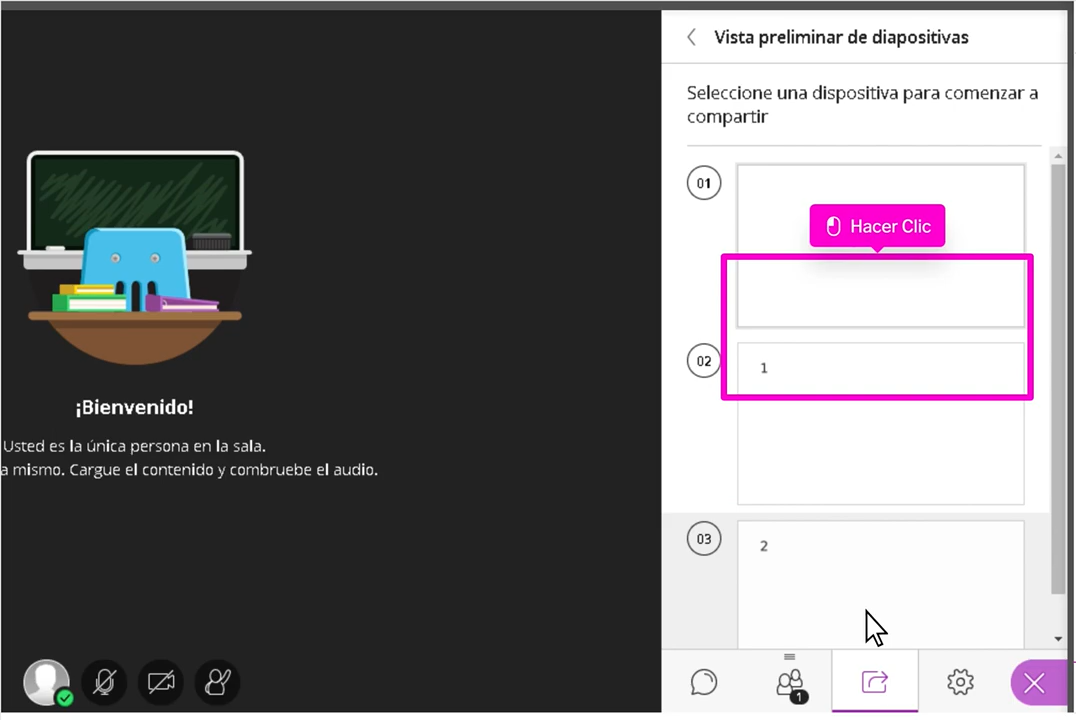 Vista preliminar de diapositivas
Seleccione una dispositiva para comenzar a
compartir
01
Hacer Clic
02
1
03
2
¡Bienvenido!
Usted es la única persona en la sala.
a mismo. Cargue el contenido y combruebe el audio.
1